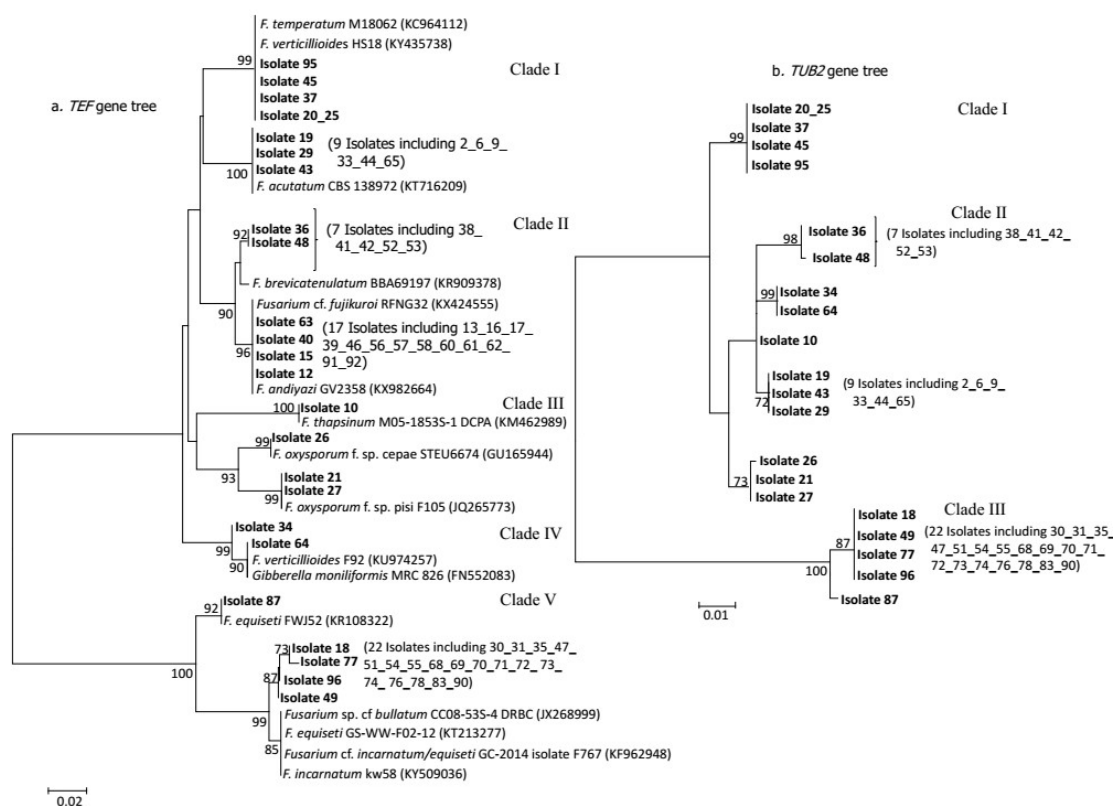 a. TEF gene tree
F. temperatum M18062 (KC964112)
F. verticillioides HS18 (KY435738)
99
Isolate 95
Isolate 45
Isolate 37
Isolate 20_25
Clade I
Isolate 19
Isolate 29
Isolate 43
(9 Isolates including 2_6_9_
33_44_65)
100
F. acutatum CBS 138972 (KT716209)
Clade II
92
Isolate 36
Isolate 48
(7 Isolates including 38_
41_42_52_53)
F. brevicatenulatum BBA69197 (KR909378)
90
Fusarium cf. fujikuroi RFNG32 (KX424555)
Isolate 63
Isolate 40
Isolate 15
Isolate 12
(17 Isolates including 13_16_17_
39_46_56_57_58_60_61_62_
91_92)
96
F. andiyazi GV2358 (KX982664)
Clade III
100
Isolate 10
F. thapsinum M05-1853S-1 DCPA (KM462989)
99
Isolate 26
F. oxysporum f. sp. cepae STEU6674 (GU165944)
93
Isolate 21
Isolate 27
99
F. oxysporum f. sp. pisi F105 (JQ265773)
Clade IV
Isolate 34
Isolate 64
99
F. verticillioides F92 (KU974257)
90
Gibberella moniliformis MRC 826 (FN552083)
Clade V
92
Isolate 87
F. equiseti FWJ52 (KR108322)
100
73
Isolate 18
Isolate 77
87
Isolate 96
Isolate 49
(22 Isolates including 30_31_35_47_
51_54_55_68_69_70_71_72_ 73_
74_ 76_78_83_90)
99
Fusarium sp. cf bullatum CC08-53S-4 DRBC (JX268999)
F. equiseti GS-WW-F02-12 (KT213277)
85
Fusarium cf. incarnatum/equiseti GC-2014 isolate F767 (KF962948)
F. incarnatum kw58 (KY509036)
0.02
b. TUB2 gene tree
Clade I
99
Isolate 20_25
Isolate 37
Isolate 45
Isolate 95
Clade II
98
Isolate 36
Isolate 48
(7 Isolates including 38_41_42_
52_53)
99
Isolate 34
Isolate 64
Isolate 10
Isolate 19
Isolate 43
72
Isolate 29
(9 Isolates including 2_6_9_
33_44_65)
Isolate 26
73
Isolate 21
Isolate 27
Clade III
Isolate 18
87
Isolate 49
Isolate 77
Isolate 96
(22 Isolates including 30_31_35_
47_51_54_55_68_69_70_71_
72_73_74_76_78_83_90)
100
Isolate 87
0.01